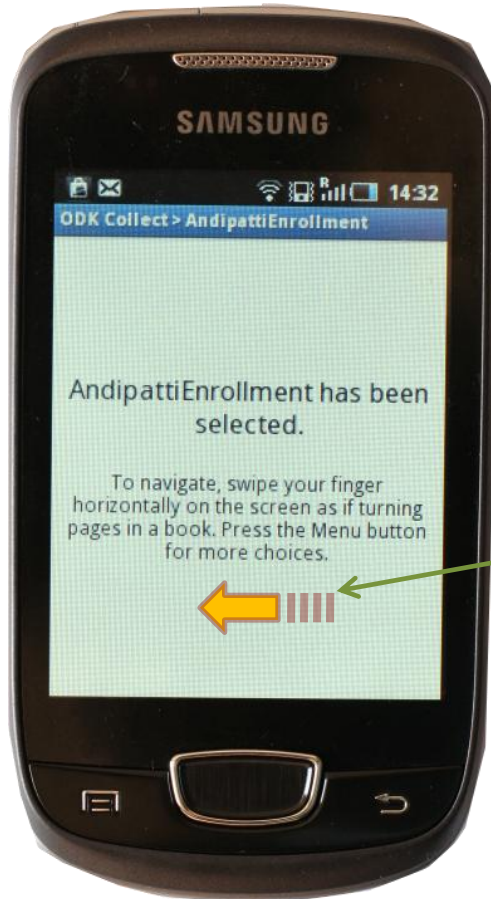 SAMSUNG
R
14:32
ODK Collect > AndipattiEnrollment
AndipattiEnrollment has been
selected.
To navigate, swipe your finger
horizontally on the screen as if turning
pages in a book. Press the Menu button
for more choices.